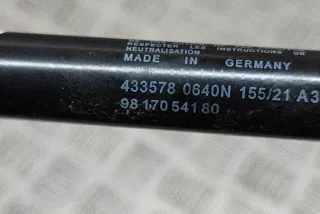 RESPECTER LES INSTRUCTIONS DE
NEUTRALISATION
MADE IN GERMANY
433578 0640N 155/21 A3
98 170 541 80